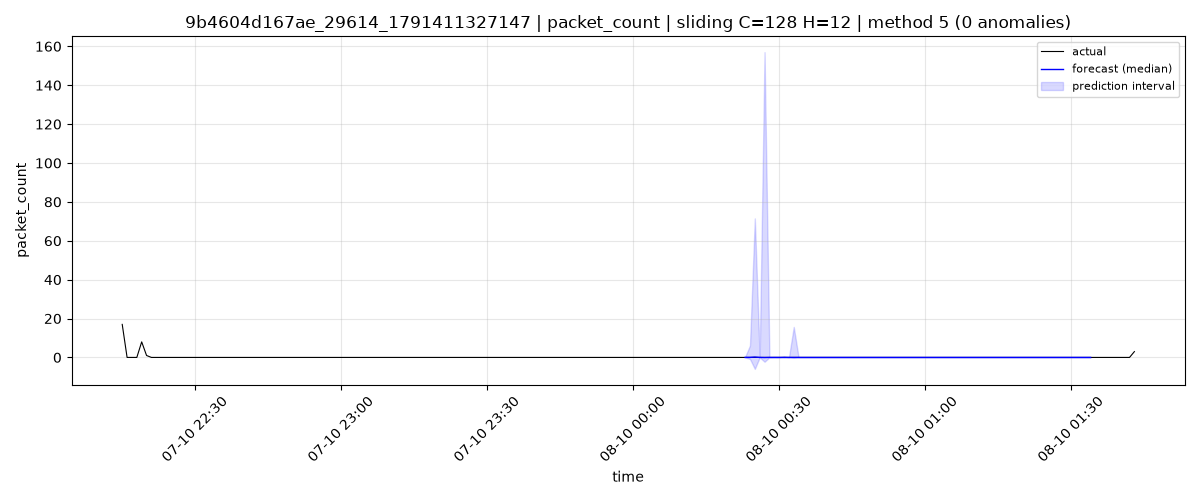 9b4604d167ae_29614_1791411327147 | packet_count | sliding C=128 H=12 | method 5 (0 anomalies)
actual
forecast (median)
prediction interval
packet_count
160
140
120
100
80
60
40
20
0
07-10 22:30
07-10 23:00
07-10 23:30
08-10 00:00
08-10 00:30
08-10 01:00
08-10 01:30
time